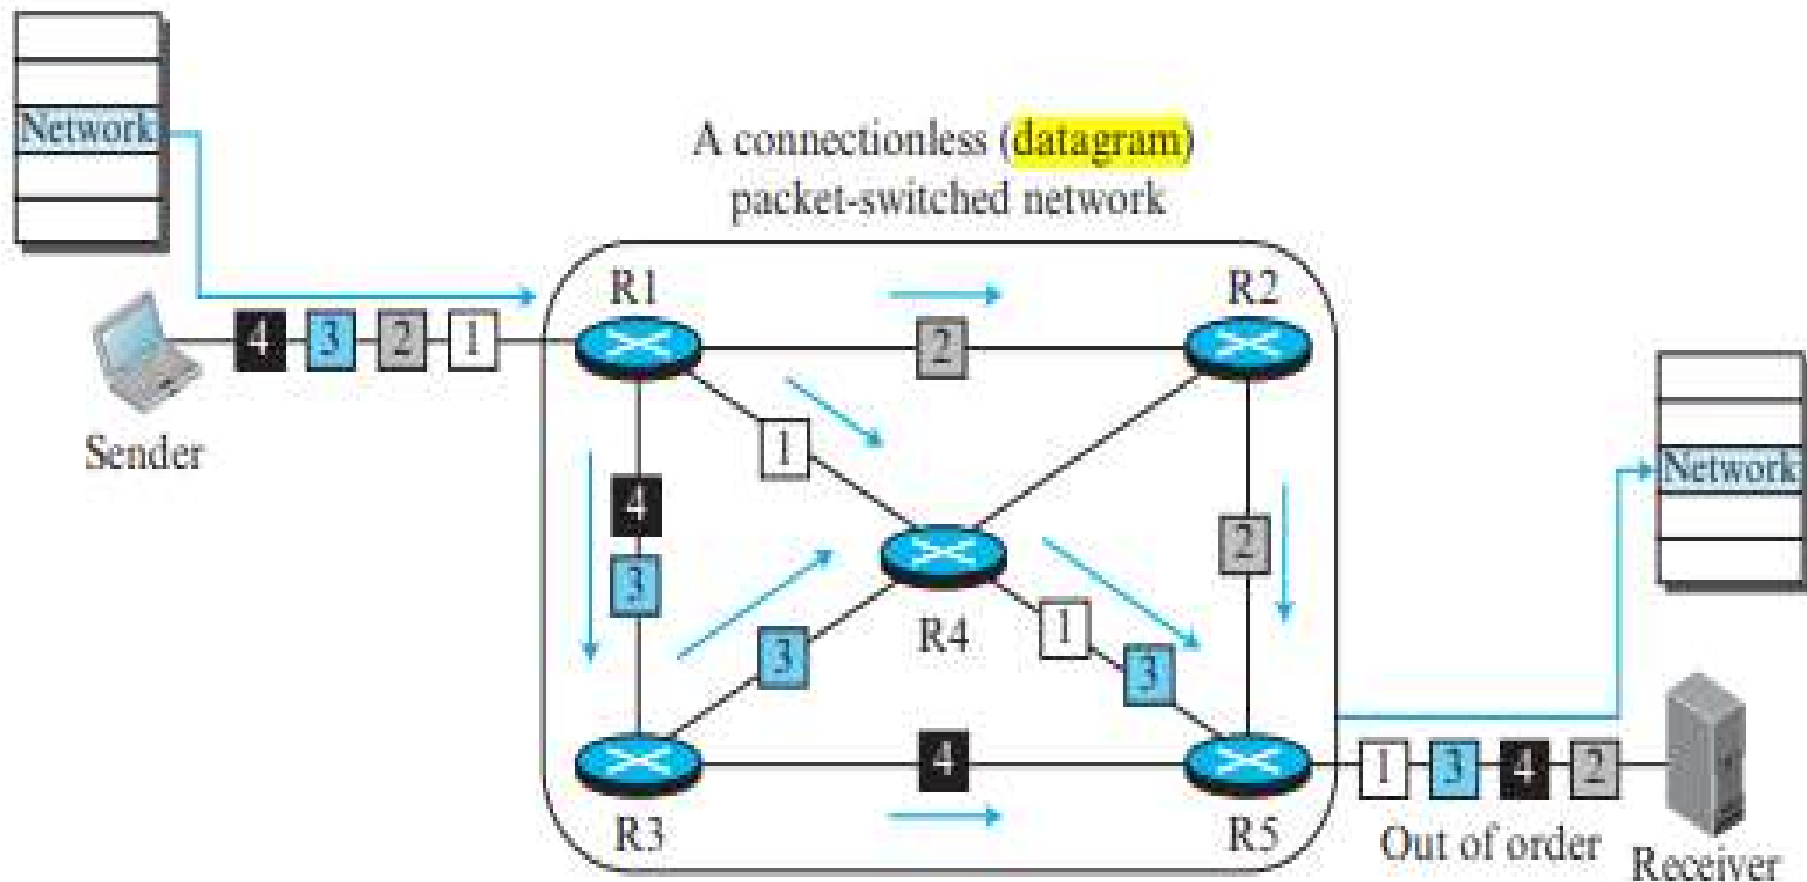 Network
A connectionless (datagram)
packet-switched network
R1
R2
4 3 2 1
2
Sender
1
4
Network
2
3
R4
1
3
3
4
1 3 4 2
R3
R5
Out of order
Receiver